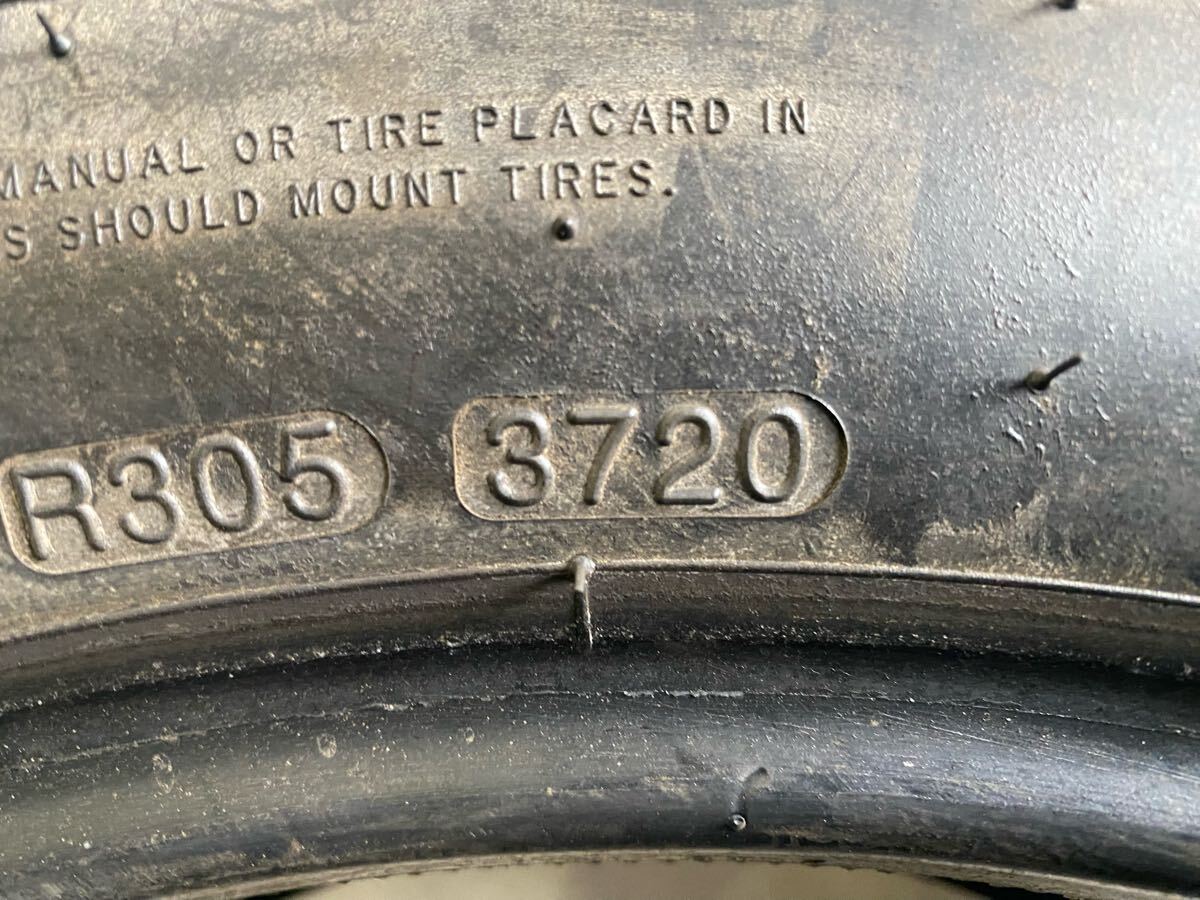 MANUAL OR TIRE PLACARD IN
S SHOULD MOUNT TIRES.
R305 3720